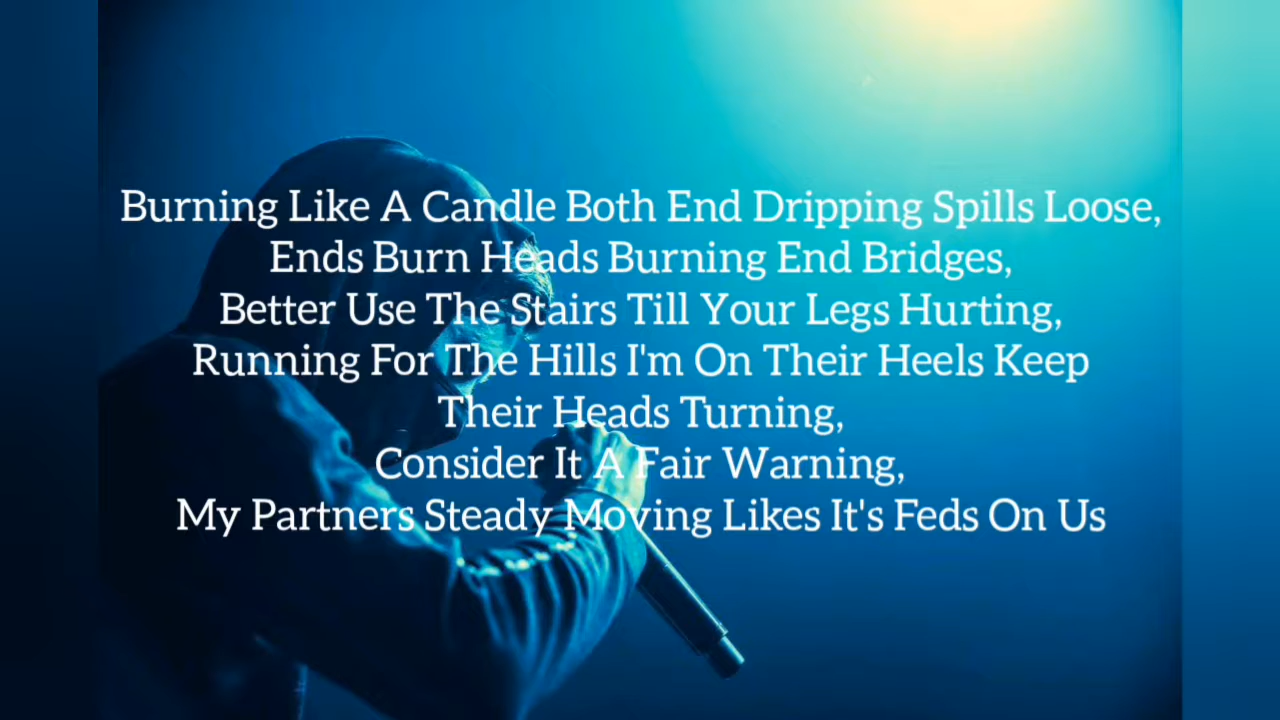 Burning Like A Candle Both End Dripping Spills Loose,
Ends Burn Heads Burning End Bridges,
Better Use The Stairs Till Your Legs Hurting,
Running For The Hills I'm On Their Heels Keep
Their Heads Turning,
Consider It A Fair Warning,
My Partners Steady Moving Likes It's Feds On Us